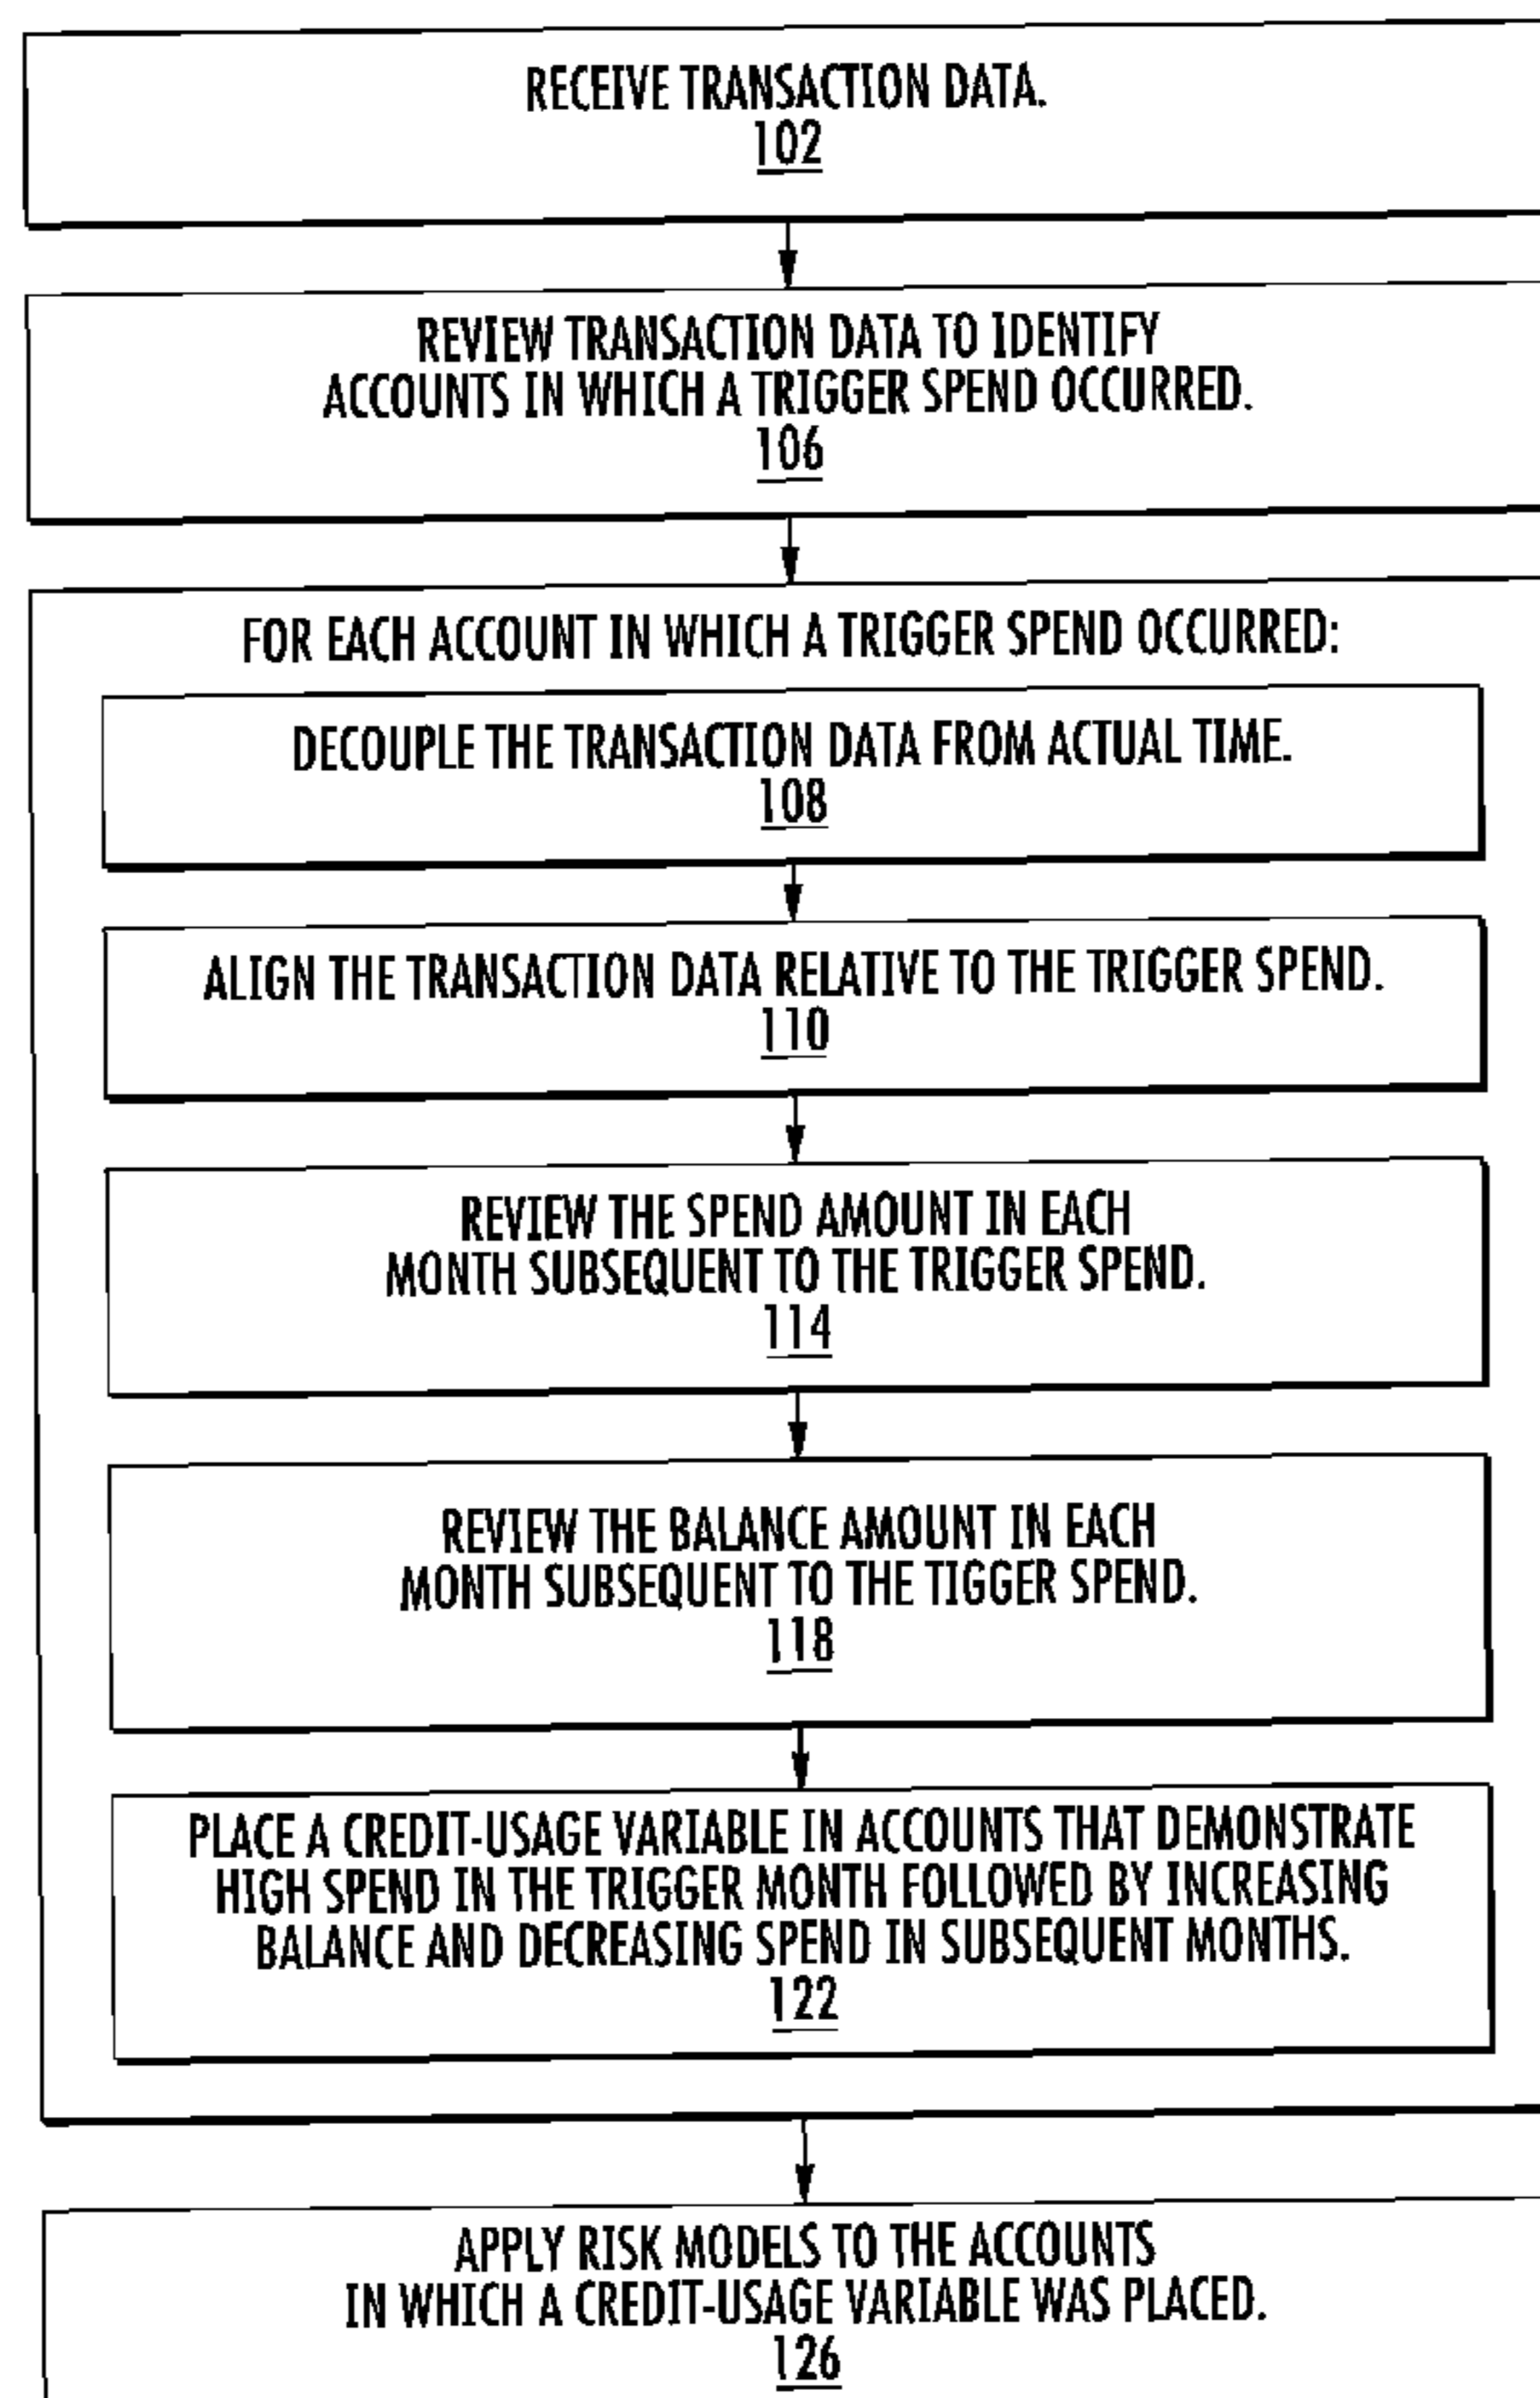 RECEIVE TRANSACTION DATA.
102
REVIEW TRANSACTION DATA TO IDENTIFY
ACCOUNTS IN WHICH A TRIGGER SPEND OCCURRED.
106
FOR EACH ACCOUNT IN WHICH A TRIGGER SPEND OCCURRED:
DECOUPLE THE TRANSACTION DATA FROM ACTUAL TIME.
108
ALIGN THE TRANSACTION DATA RELATIVE TO THE TRIGGER SPEND.
110
REVIEW THE SPEND AMOUNT IN EACH
MONTH SUBSEQUENT TO THE TRIGGER SPEND.
114
REVIEW THE BALANCE AMOUNT IN EACH
MONTH SUBSEQUENT TO THE TIGGER SPEND.
118
PLACE A CREDIT-USAGE VARIABLE IN ACCOUNTS THAT DEMONSTRATE
HIGH SPEND IN THE TRIGGER MONTH FOLLOWED BY INCREASING
BALANCE AND DECREASING SPEND IN SUBSEQUENT MONTHS.
122
APPLY RISK MODELS TO THE ACCOUNTS
IN WHICH A CREDIT-USAGE VARIABLE WAS PLACED.
126